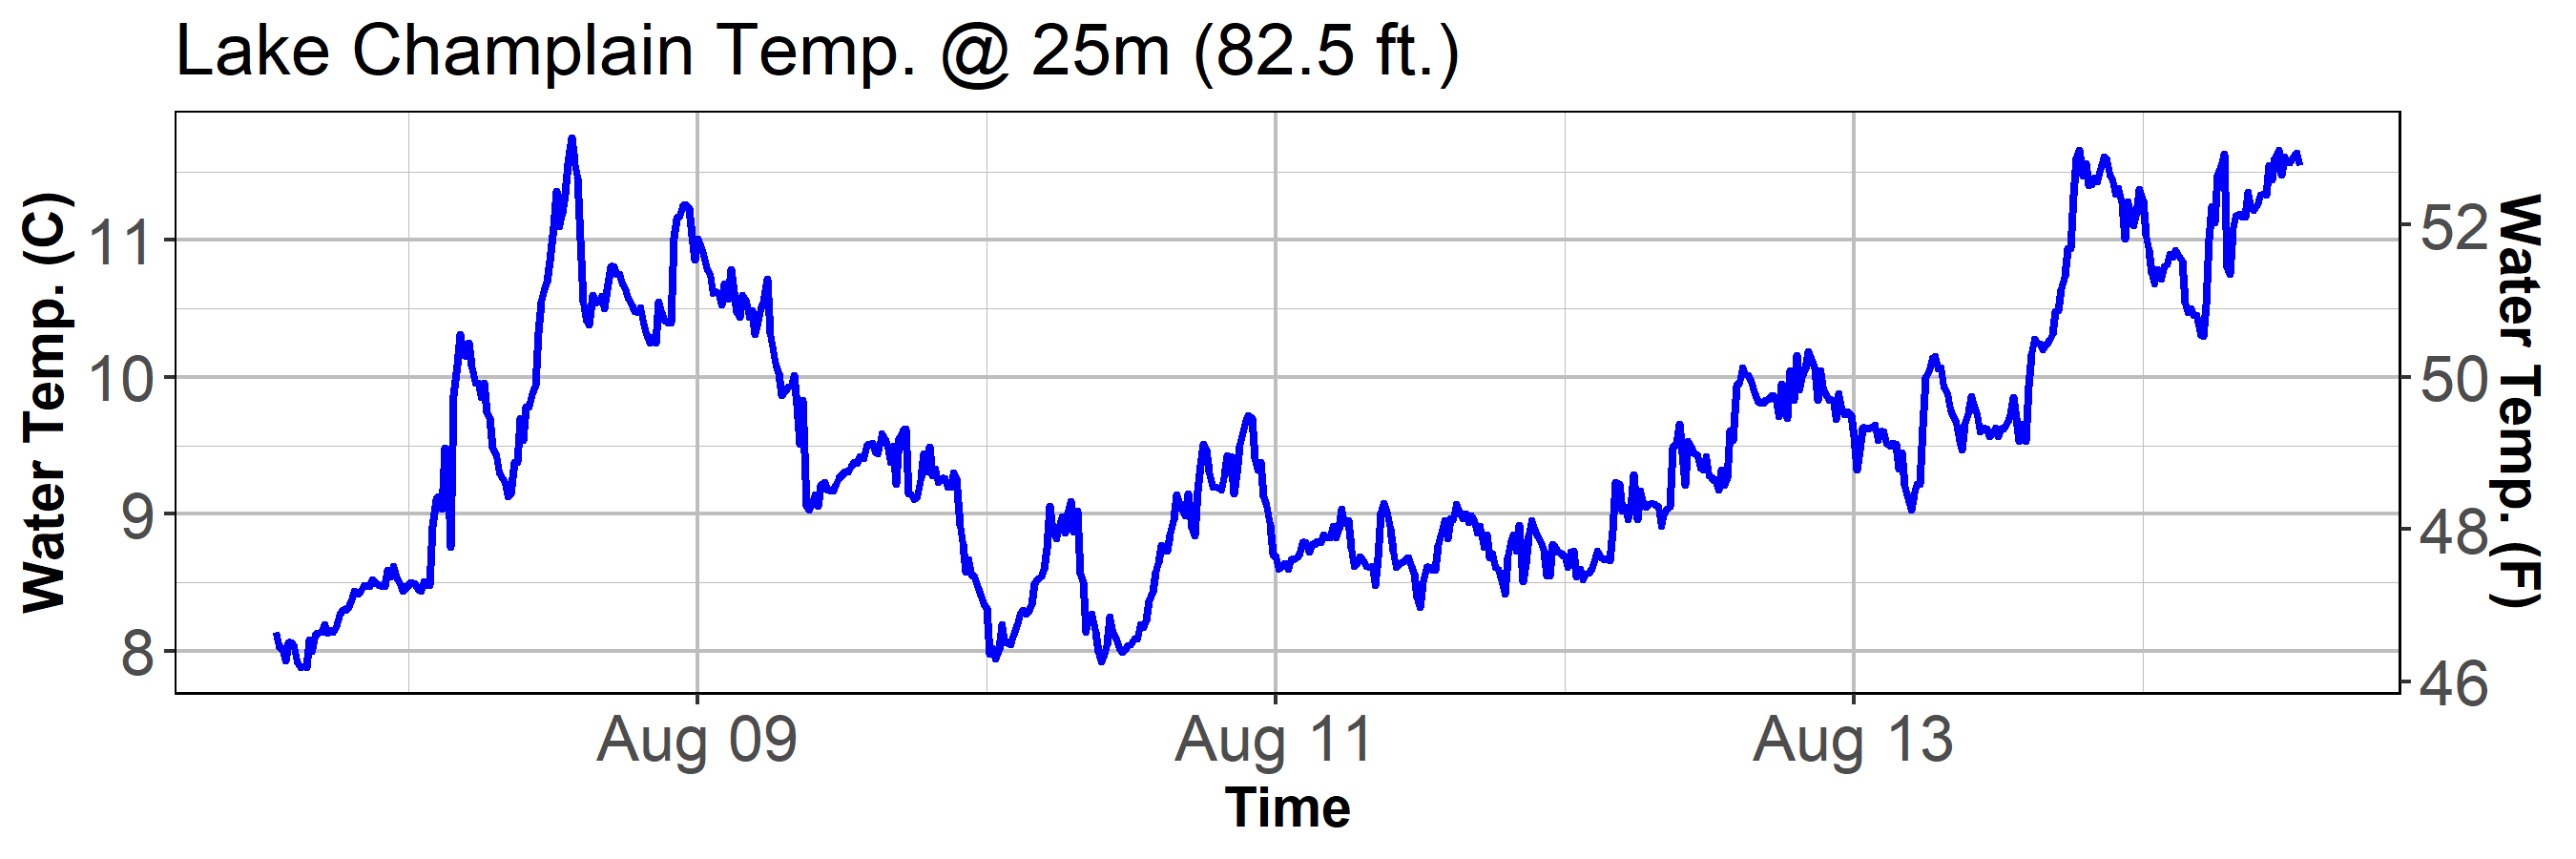 Lake Champlain Temp. @ 25m (82.5 ft.)
Water Temp. (C)
11
10
9
8
52
50
48
46
Water Temp. (F)
Aug 09
Aug 11
Aug 13
Time